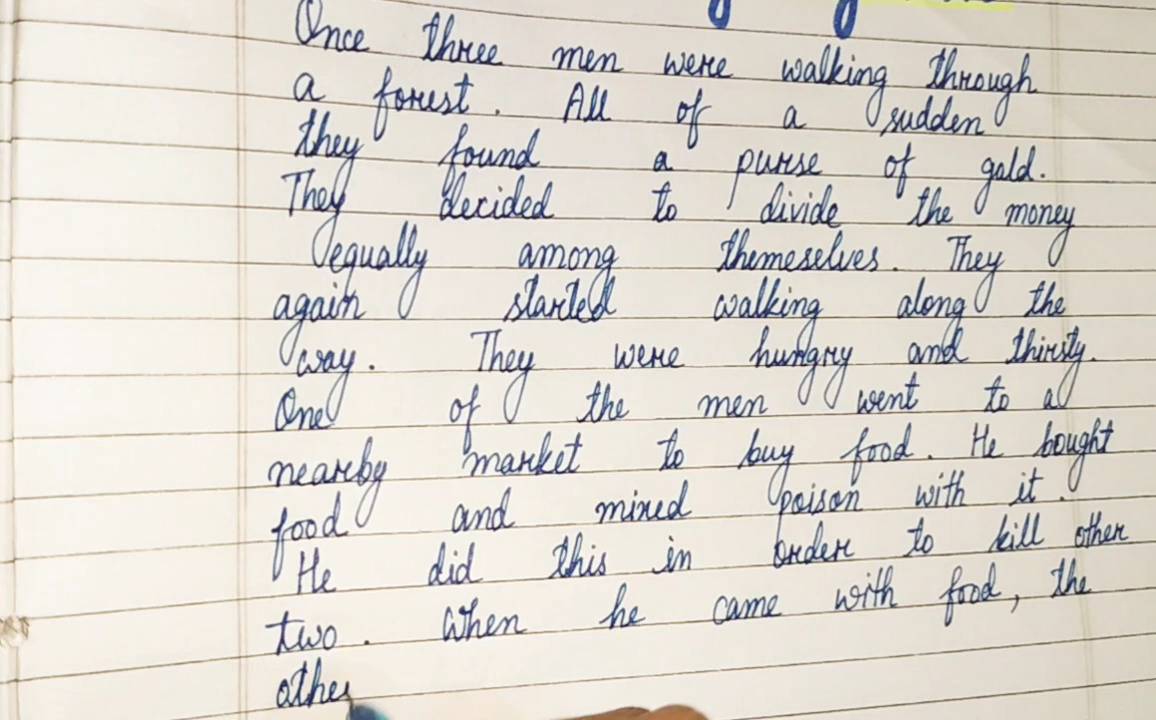 Once three men were walking through
a forest. All of a sudden
they found a purse of gold.
They decided to divide the money
equally among themeselves. They
again started walking along the
way. They were hungry and thirsty.
One of the men went to a
nearby market to buy food. He bought
food and mixed poison with it.
He did this in order to kill other
two. When he came with food, the
other